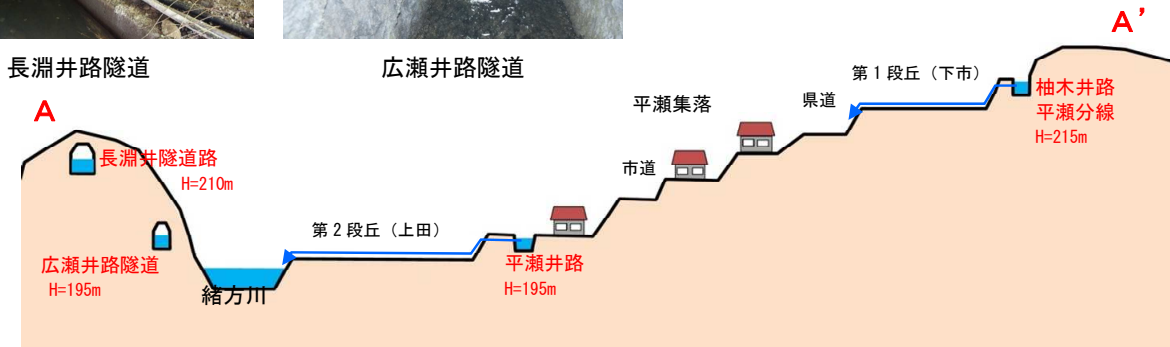 長淵井路隧道
広瀬井路隧道
A'
A
第1段丘（下市）
平瀬集落
県道
柚木井路
平瀬分線
H=215m
長淵井隧道路
H=210m
市道
第2段丘（上田）
広瀬井路隧道
H=195m
緒方川
平瀬井路
H=195m